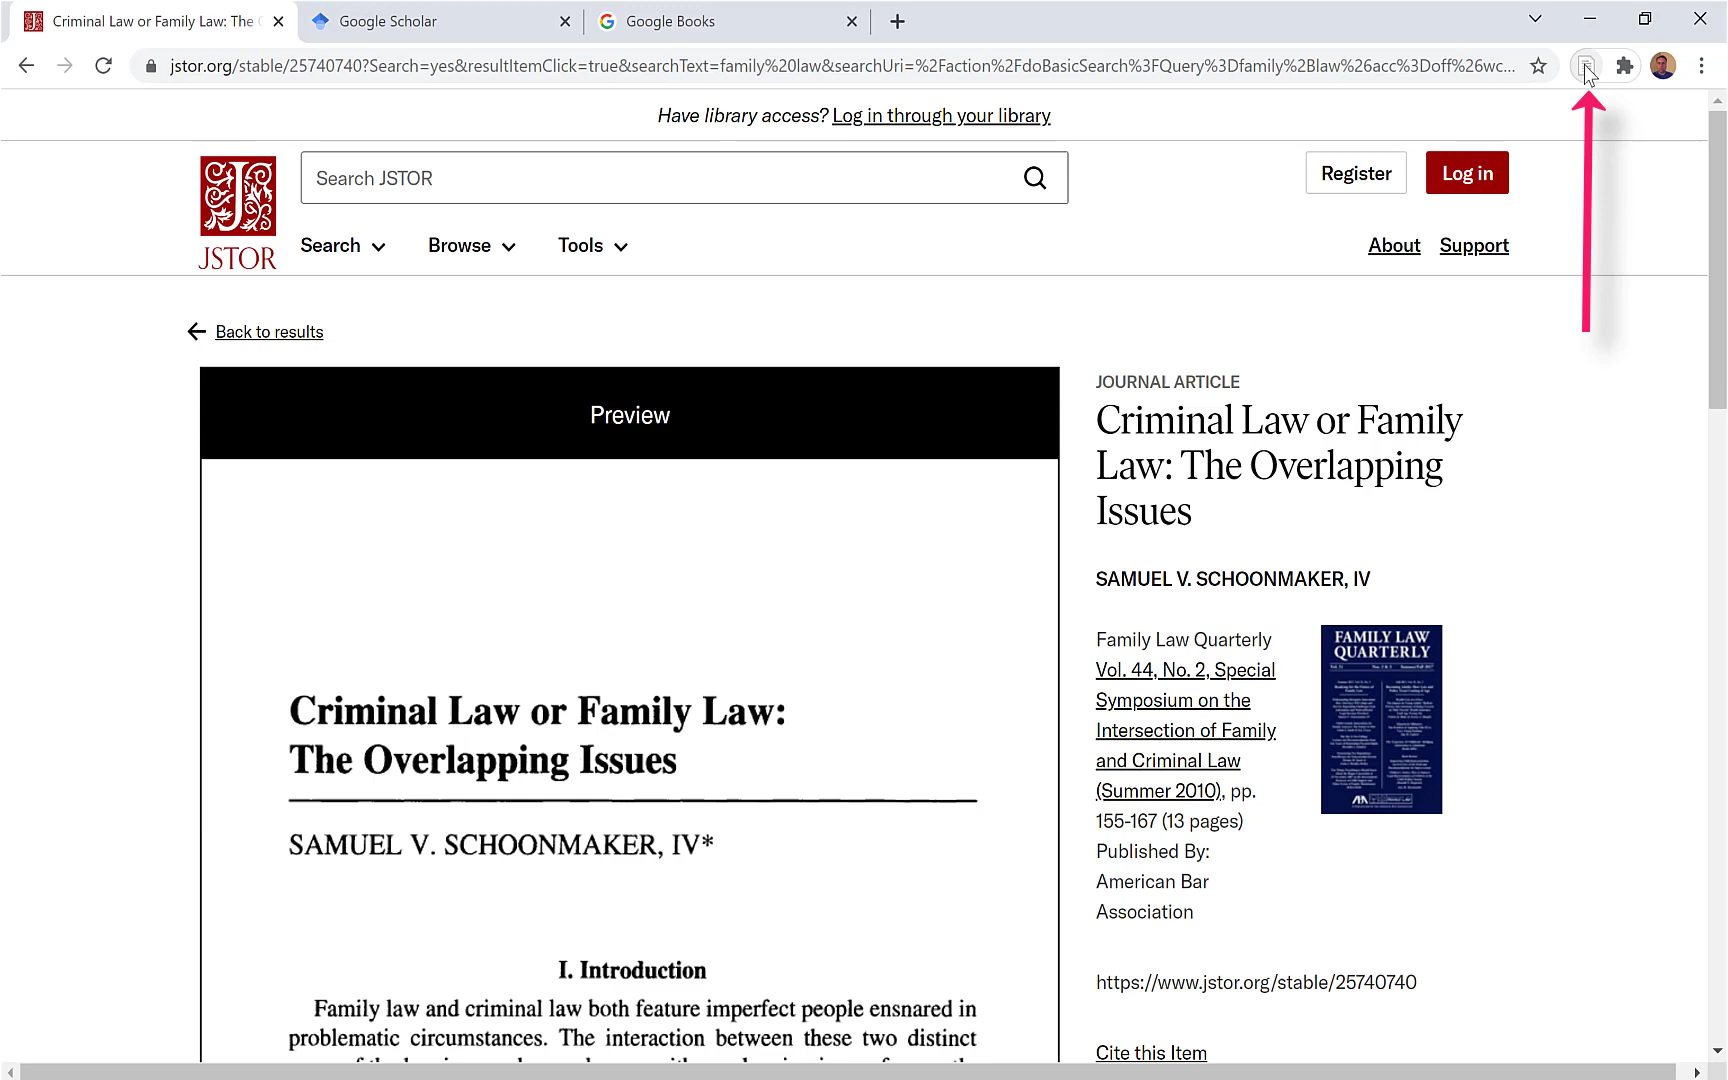 Criminal Law or Family Law: The
Google Scholar
Google Books
jstor.org/stable/25740740?Search=yes&resultItemClick=true&searchText=family%20law&searchUri=%2Faction%2FdoBasicSearch%3FQuery%3Dfamily%2Blaw%26acc%3Doff%26wc...
Have library access? Log in through your library
JSTOR
Search JSTOR
Register
Log in
Search
Browse
Tools
About
Support
Back to results
Preview
Criminal Law or Family Law:
The Overlapping Issues
SAMUEL V. SCHOONMAKER, IV*
I. Introduction
Family law and criminal law both feature imperfect people ensnared in
problematic circumstances. The interaction between these two distinct
JOURNAL ARTICLE
Criminal Law or Family
Law: The Overlapping
Issues
SAMUEL V. SCHOONMAKER, IV
Family Law Quarterly
Vol. 44, No. 2, Special
Symposium on the
Intersection of Family
and Criminal Law
(Summer 2010), pp.
155-167 (13 pages)
Published By:
American Bar
Association
FAMILY LAW
QUARTERLY
https://www.jstor.org/stable/25740740
Cite this Item